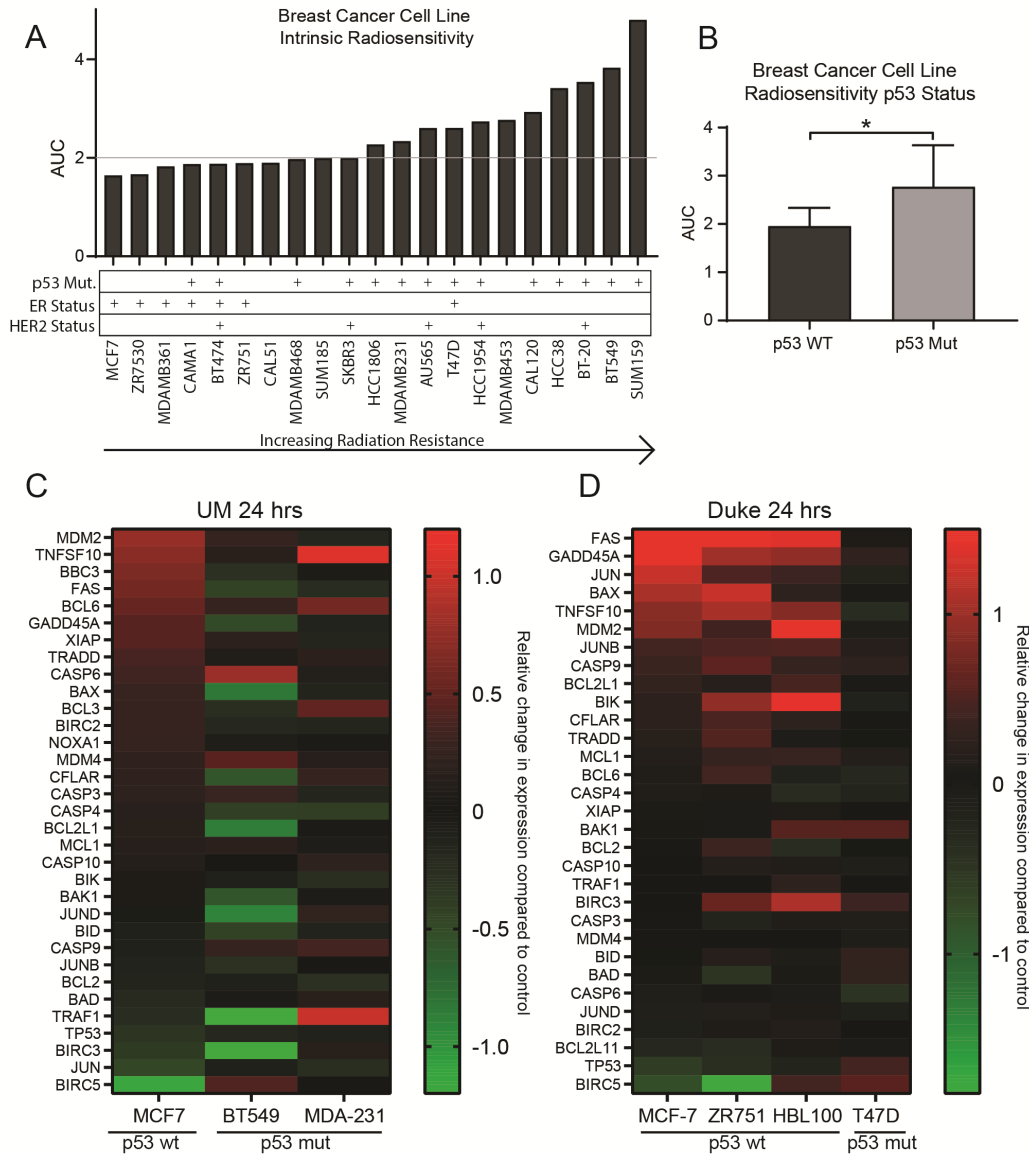 A
Breast Cancer Cell Line
Intrinsic Radiosensitivity
AUC
4
2
0
p53 Mut. + + + + + + + + + + + + + +
ER Status + + + + + + +
HER2 Status + + + + +
MCF7 ZR7530 MDAMB361 CAMA1 BT474 ZR751 CAL51 MDAMB468 SUM185 SKBR3 HCC1806 MDAMB231 AU565 T47D HCC1954 MDAMB453 CAL120 HCC38 BT-20 BT549 SUM159
Increasing Radiation Resistance
B
Breast Cancer Cell Line
Radiosensitivity p53 Status
*
AUC
4
3
2
1
0
p53 WT p53 Mut
C
UM 24 hrs
MDM2
TNFSF10
BBC3
FAS
BCL6
GADD45A
XIAP
TRADD
CASP6
BAX
BCL3
BIRC2
NOXA1
MDM4
CFLAR
CASP3
CASP4
BCL2L1
MCL1
CASP10
BIK
BAK1
JUND
BID
CASP9
JUNB
BCL2
BAD
TRAF1
TP53
BIRC3
JUN
BIRC5
MCF7 BT549 MDA-231
p53 wt p53 mut
1.0
0.5
0
-0.5
-1.0
Relative change in expression compared to control
D
Duke 24 hrs
FAS
GADD45A
JUN
BAX
TNFSF10
MDM2
JUNB
CASP9
BCL2L1
BIK
CFLAR
TRADD
MCL1
BCL6
CASP4
XIAP
BAK1
BCL2
CASP10
TRAF1
BIRC3
CASP3
MDM4
BID
BAD
CASP6
JUND
BIRC2
BCL2L11
TP53
BIRC5
MCF-7 ZR751 HBL100 T47D
p53 wt p53 mut
1
0
-1
Relative change in expression compared to control